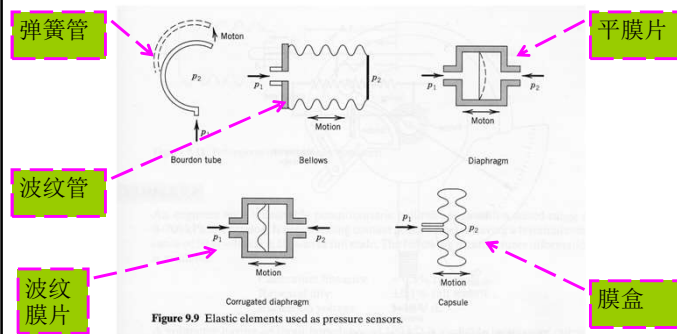 弹簧管
Moton
p2
p1
Bourdon tube
p1
p2
Motion
Bellows
平膜片
p1
p2
Moton
Diaphragm
波纹管
波纹
膜片
p1
p2
Motion
Corrugated diaphragm
p1
p2
Motion
Capsule
膜盒
Figure 9.9 Elastic elements used as pressure sensors.